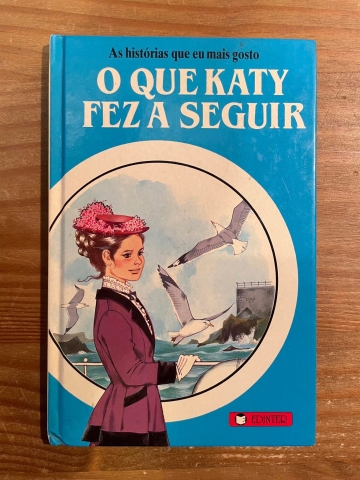 As histórias que eu mais gosto
O QUE KATY
FEZ A SEGUIR
EDINTER